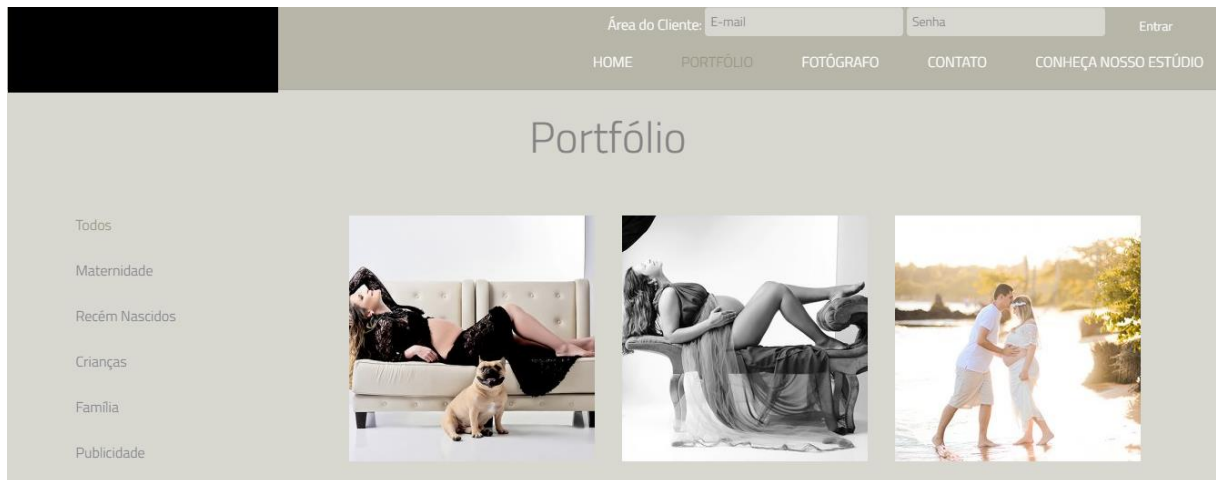 Área do Cliente: E-mail Senha Entrar
HOME PORTFÓLIO FOTÓGRAFO CONTATO CONHEÇA NOSSO ESTÚDIO
Portfólio
Todos
Maternidade
Recém Nascidos
Crianças
Família
Publicidade